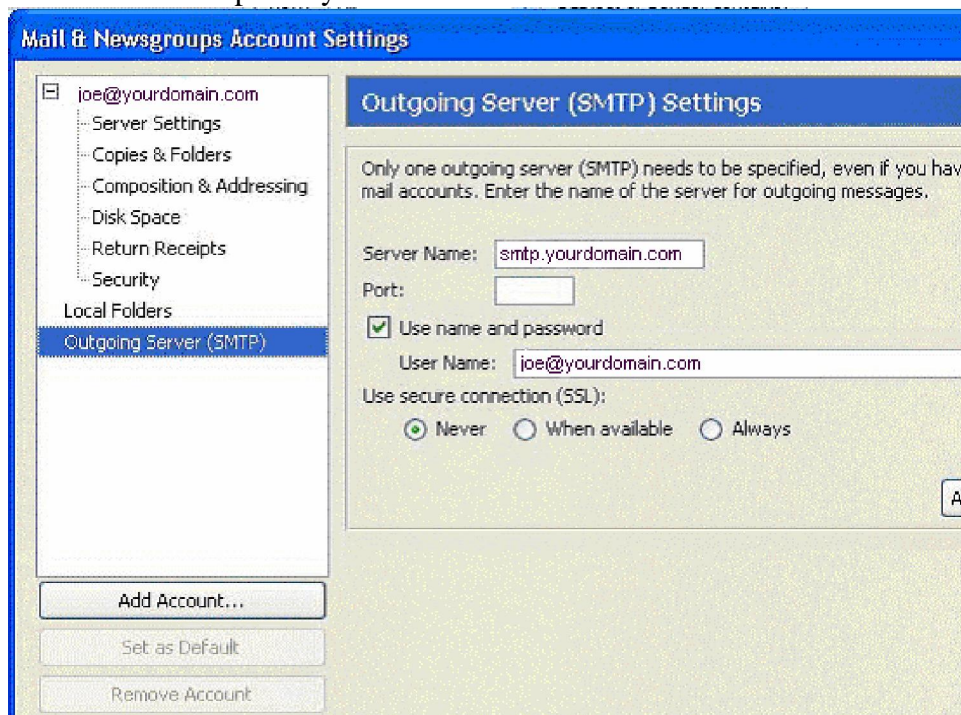 Mail & Newsgroups Account Settings
joe@yourdomain.com
Server Settings
Copies & Folders
Composition & Addressing
Disk Space
Return Receipts
Security
Local Folders
Outgoing Server (SMTP)
Add Account...
Set as Default
Remove Account
Outgoing Server (SMTP) Settings
Only one outgoing server (SMTP) needs to be specified, even if you hav
mail accounts. Enter the name of the server for outgoing messages.
Server Name: smtp.yourdomain.com
Port:
Use name and password
User Name: joe@yourdomain.com
Use secure connection (SSL):
Never When available Always
A